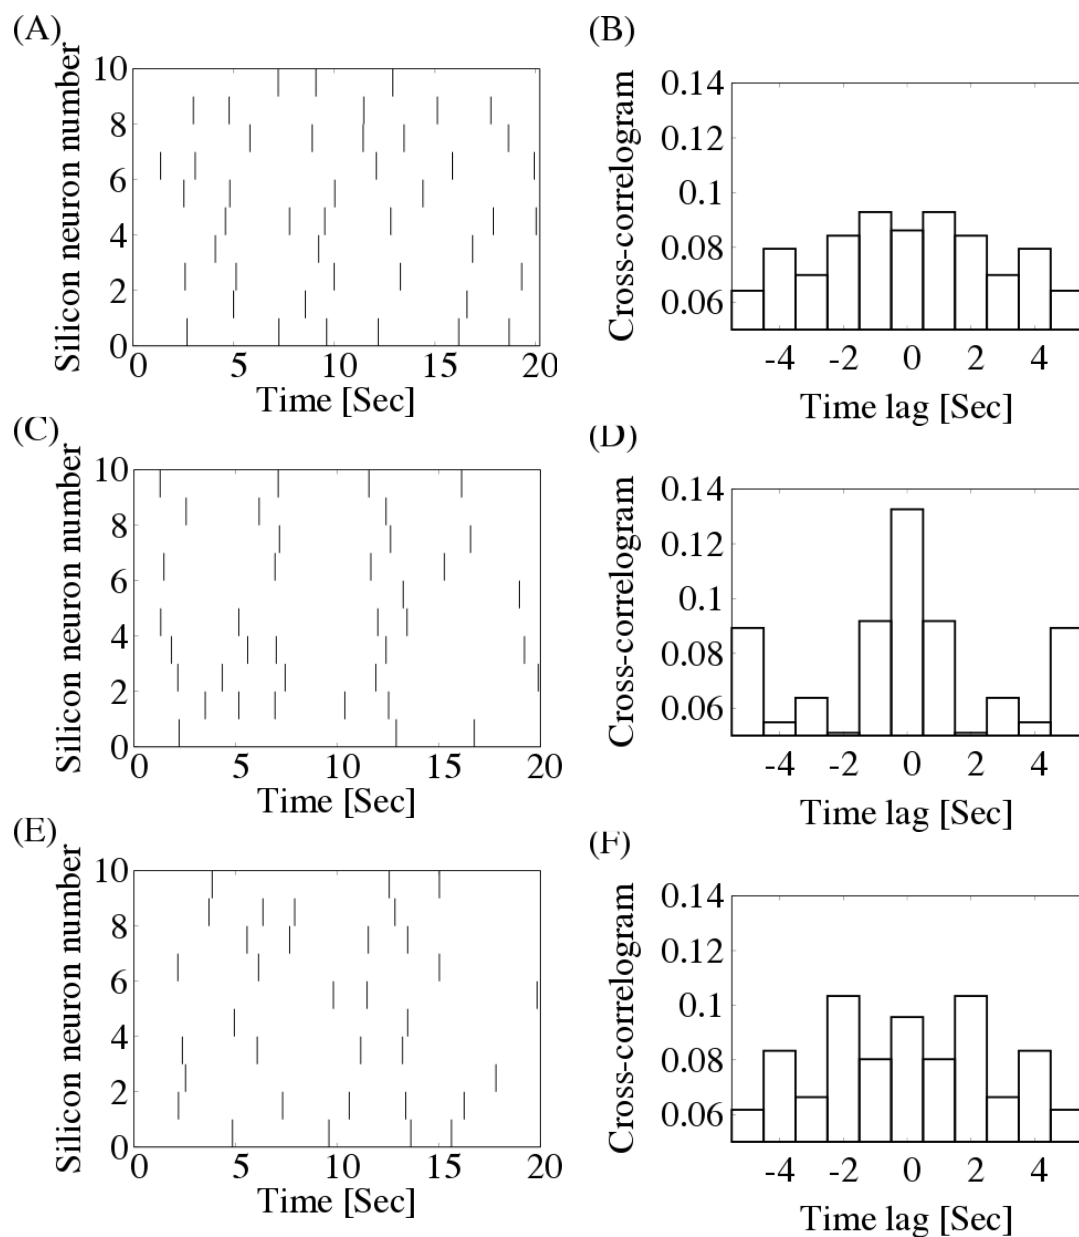 (A)
Silicon neuron number
10
8
6
4
2
0
0 5 10 15 20
Time [Sec]
(B)
Cross-correlogram
0.14
0.12
0.1
0.08
0.06
-4 -2 0 2 4
Time lag [Sec]
(C)
Silicon neuron number
10
8
6
4
2
0
0 5 10 15 20
Time [Sec]
(D)
Cross-correlogram
0.14
0.12
0.1
0.08
0.06
-4 -2 0 2 4
Time lag [Sec]
(E)
Silicon neuron number
10
8
6
4
2
0
0 5 10 15 20
Time [Sec]
(F)
Cross-correlogram
0.14
0.12
0.1
0.08
0.06
-4 -2 0 2 4
Time lag [Sec]